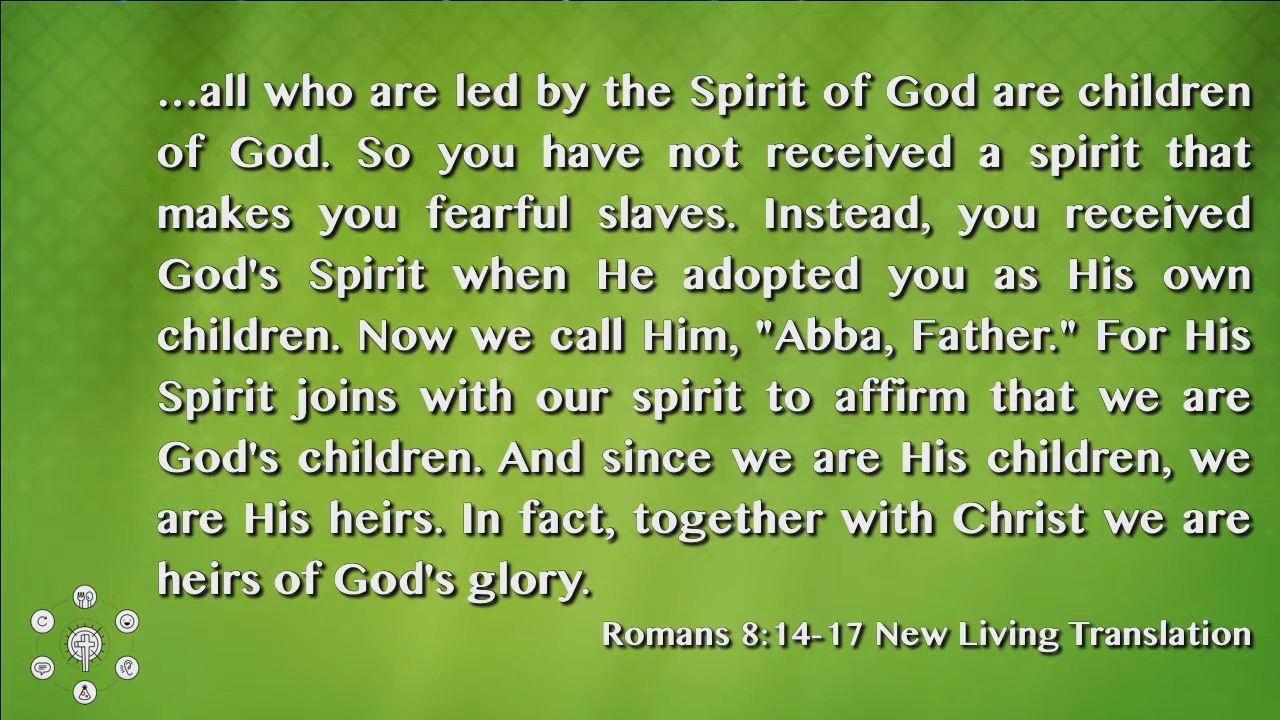 ...all who are led by the Spirit of God are children
of God. So you have not received a spirit that
makes you fearful slaves. Instead, you received
God's Spirit when He adopted you as His own
children. Now we call Him, "Abba, Father." For His
Spirit joins with our spirit to affirm that we are
God's children. And since we are His children, we
are His heirs. In fact, together with Christ we are
heirs of God's glory.
Romans 8:14-17 New Living Translation